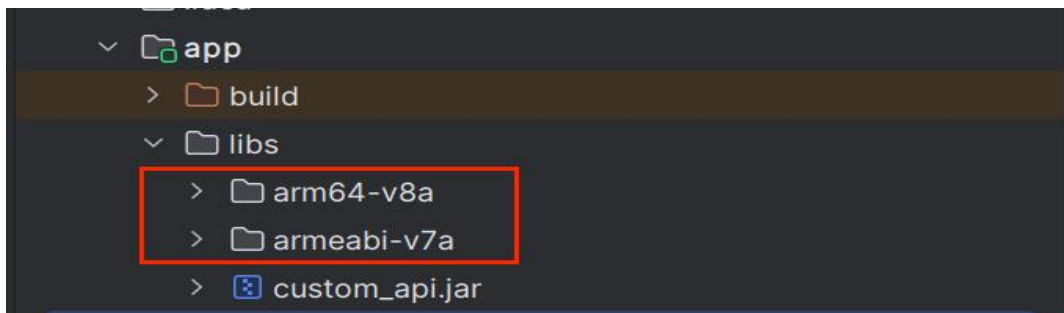 app
build
libs
arm64-v8a
armeabi-v7a
custom_api.jar